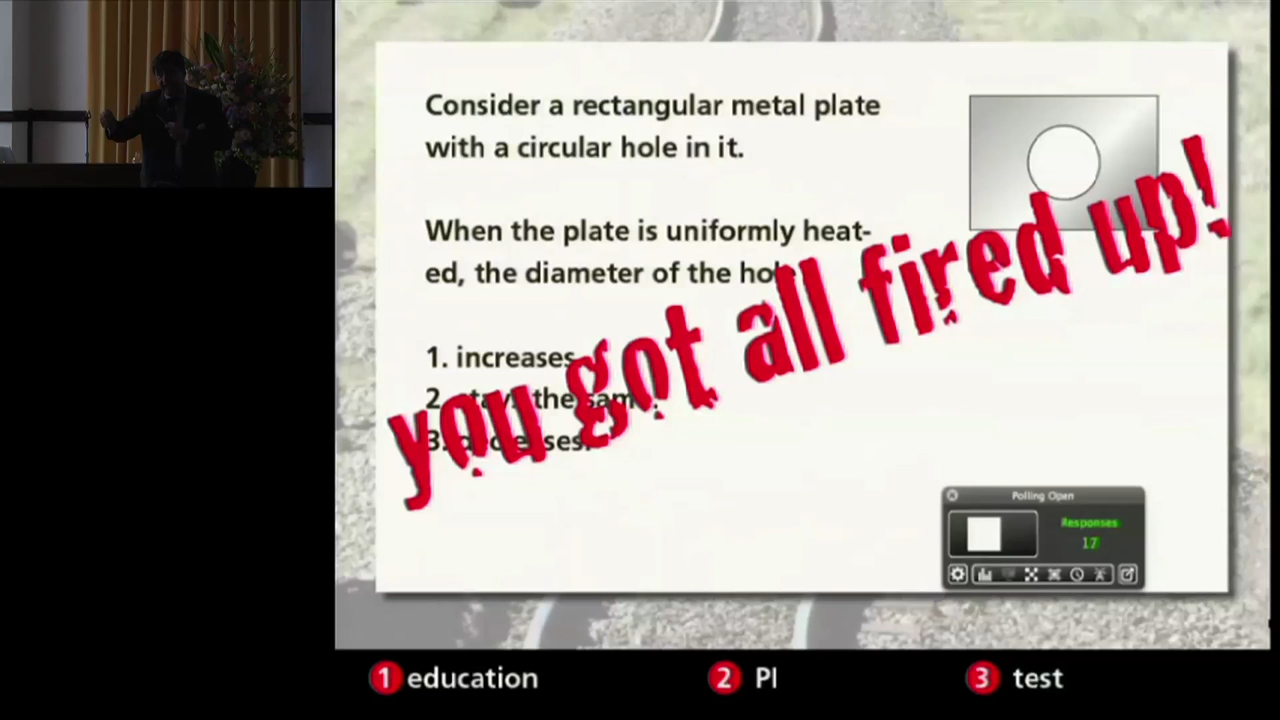 Consider a rectangular metal plate
with a circular hole in it.
When the plate is uniformly heat-
ed, the diameter of the hole
1. increases.
2. stays the same.
3. decreases.
you got all fired up!
Polling Open
Responses
17
1 education
2 PI
3 test